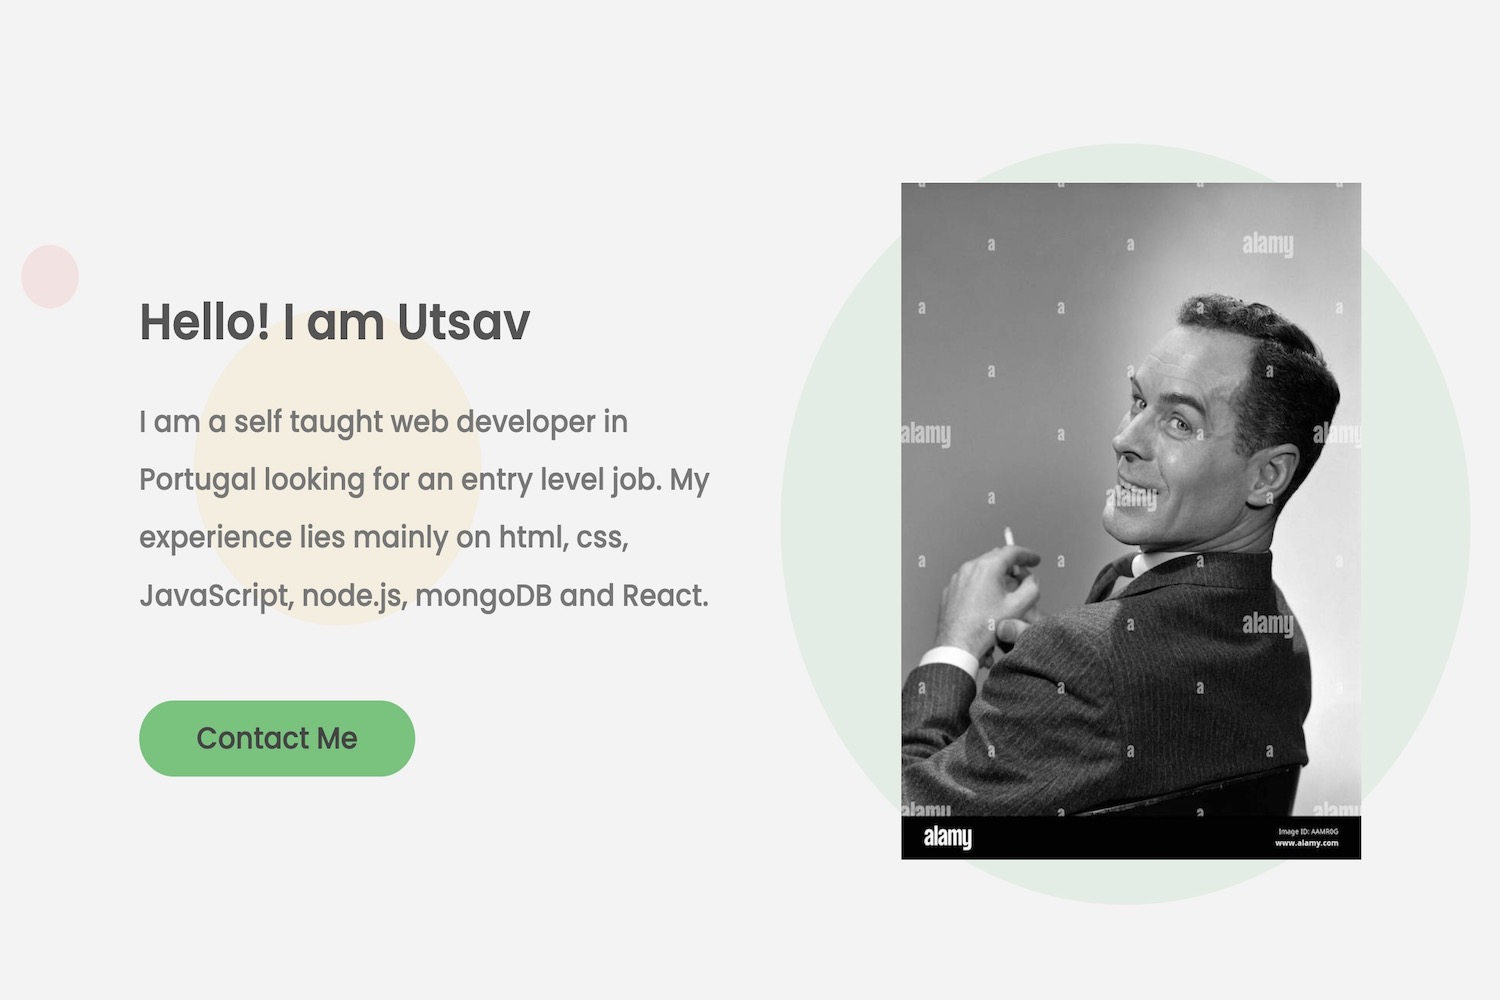 Hello! I am Utsav
I am a self taught web developer in
Portugal looking for an entry level job. My
experience lies mainly on html, css,
JavaScript, node.js, mongoDB and React.
Contact Me
a a a a
a a alamy
a a a a
a a a
alamy a a alamy
a alamy a
a a a a
a a alamy
a a a a
a a a
alamy a a alamy
alamy
Image ID: AAMR0G
www.alamy.com